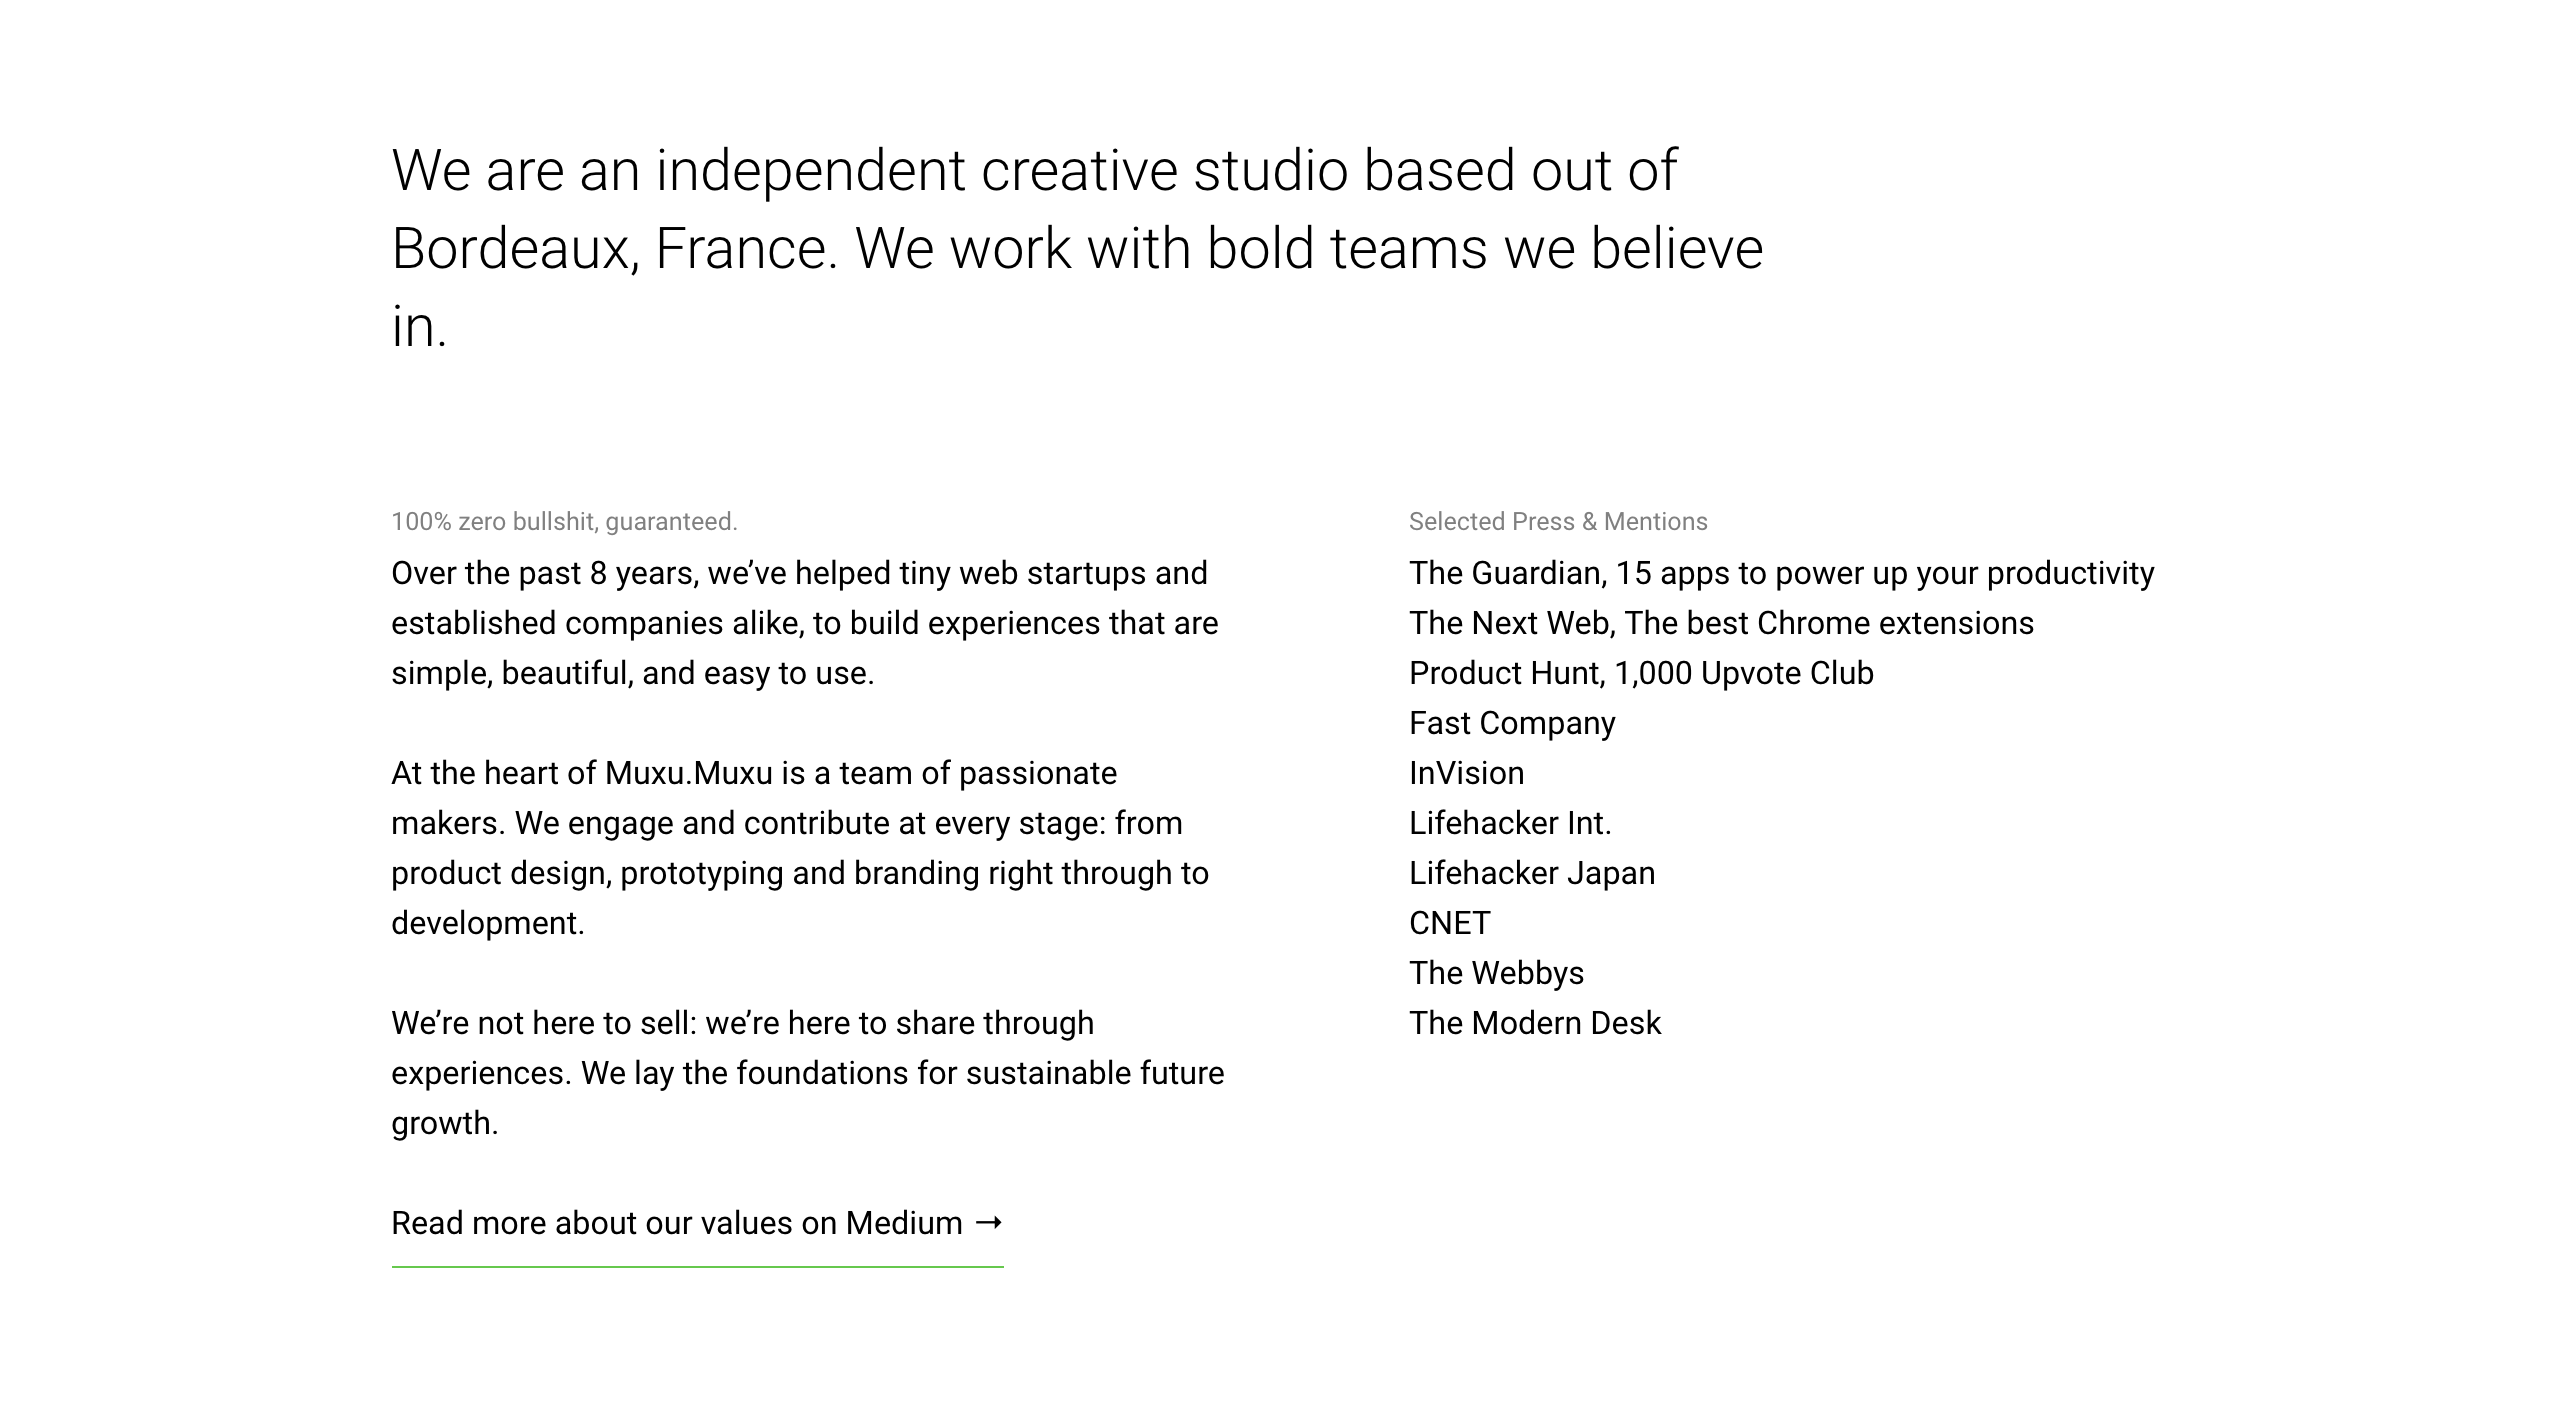 We are an independent creative studio based out of
Bordeaux, France. We work with bold teams we believe
in.
100% zero bullshit, guaranteed.
Over the past 8 years, we’ve helped tiny web startups and
established companies alike, to build experiences that are
simple, beautiful, and easy to use.
At the heart of Muxu.Muxu is a team of passionate
makers. We engage and contribute at every stage: from
product design, prototyping and branding right through to
development.
We’re not here to sell: we’re here to share through
experiences. We lay the foundations for sustainable future
growth.
Read more about our values on Medium →
Selected Press & Mentions
The Guardian, 15 apps to power up your productivity
The Next Web, The best Chrome extensions
Product Hunt, 1,000 Upvote Club
Fast Company
InVision
Lifehacker Int.
Lifehacker Japan
CNET
The Webbys
The Modern Desk